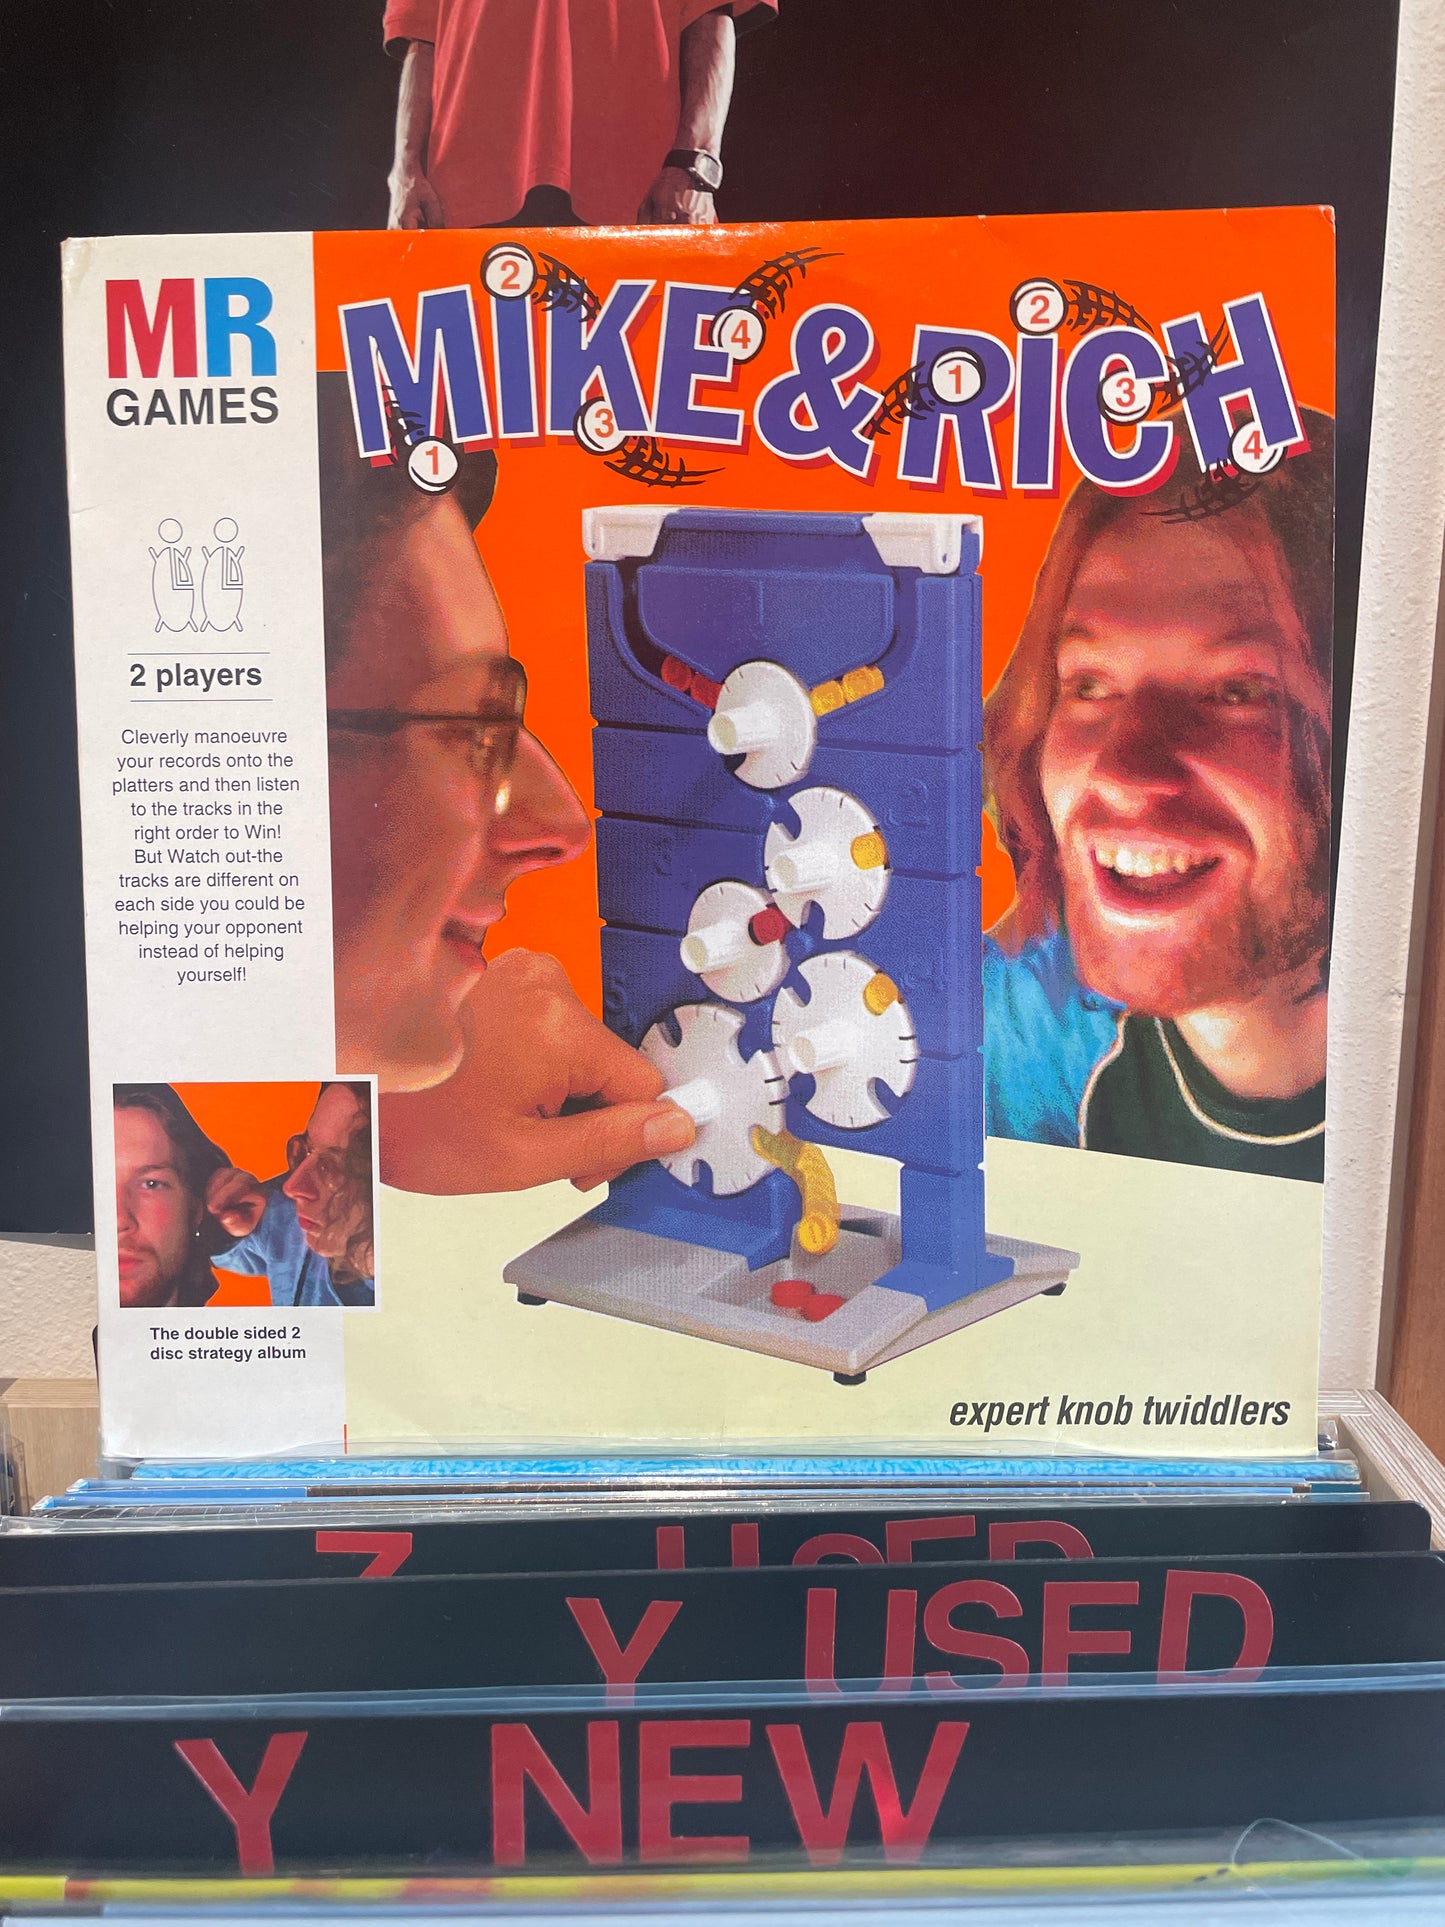 MR
GAMES
MIKE & RICH
2
4
3
1
2
1
3
4
2 players
Cleverly manoeuvre
your records onto the
platters and then listen
to the tracks in the
right order to Win!
But Watch out-the
tracks are different on
each side you could be
helping your opponent
instead of helping
yourself!
The double sided 2
disc strategy album
expert knob twiddlers
Z USED
Y USED
Y NEW